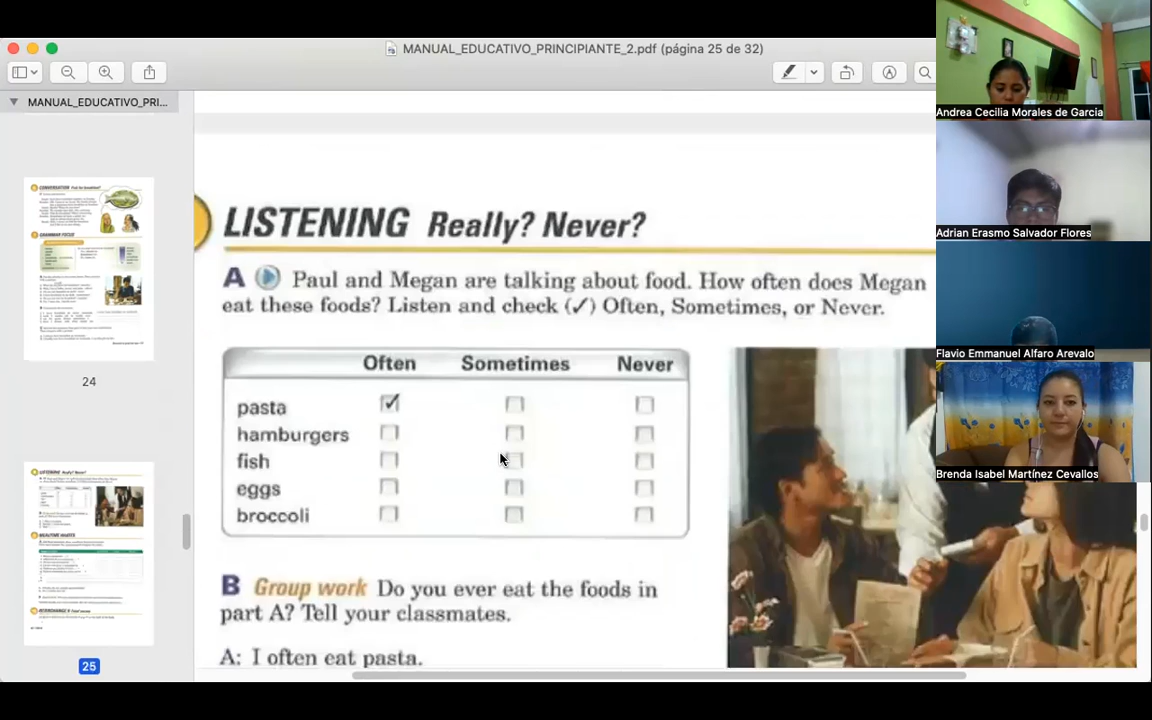 MANUAL_EDUCATIVO_PRINCIPIANTE_2.pdf (página 25 de 32)
MANUAL_EDUCATIVO_PRI...
24
25
LISTENING Really? Never?
A Paul and Megan are talking about food. How often does Megan
eat these foods? Listen and check (✓) Often, Sometimes, or Never.
Often Sometimes Never
pasta
hamburgers
fish
eggs
broccoli
B Group work Do you ever eat the foods in
part A? Tell your classmates.
A: I often eat pasta.
Andrea Cecilia Morales de Garcia
Adrian Erasmo Salvador Flores
Flavio Emmanuel Alfaro Arevalo
Brenda Isabel Martínez Cevallos